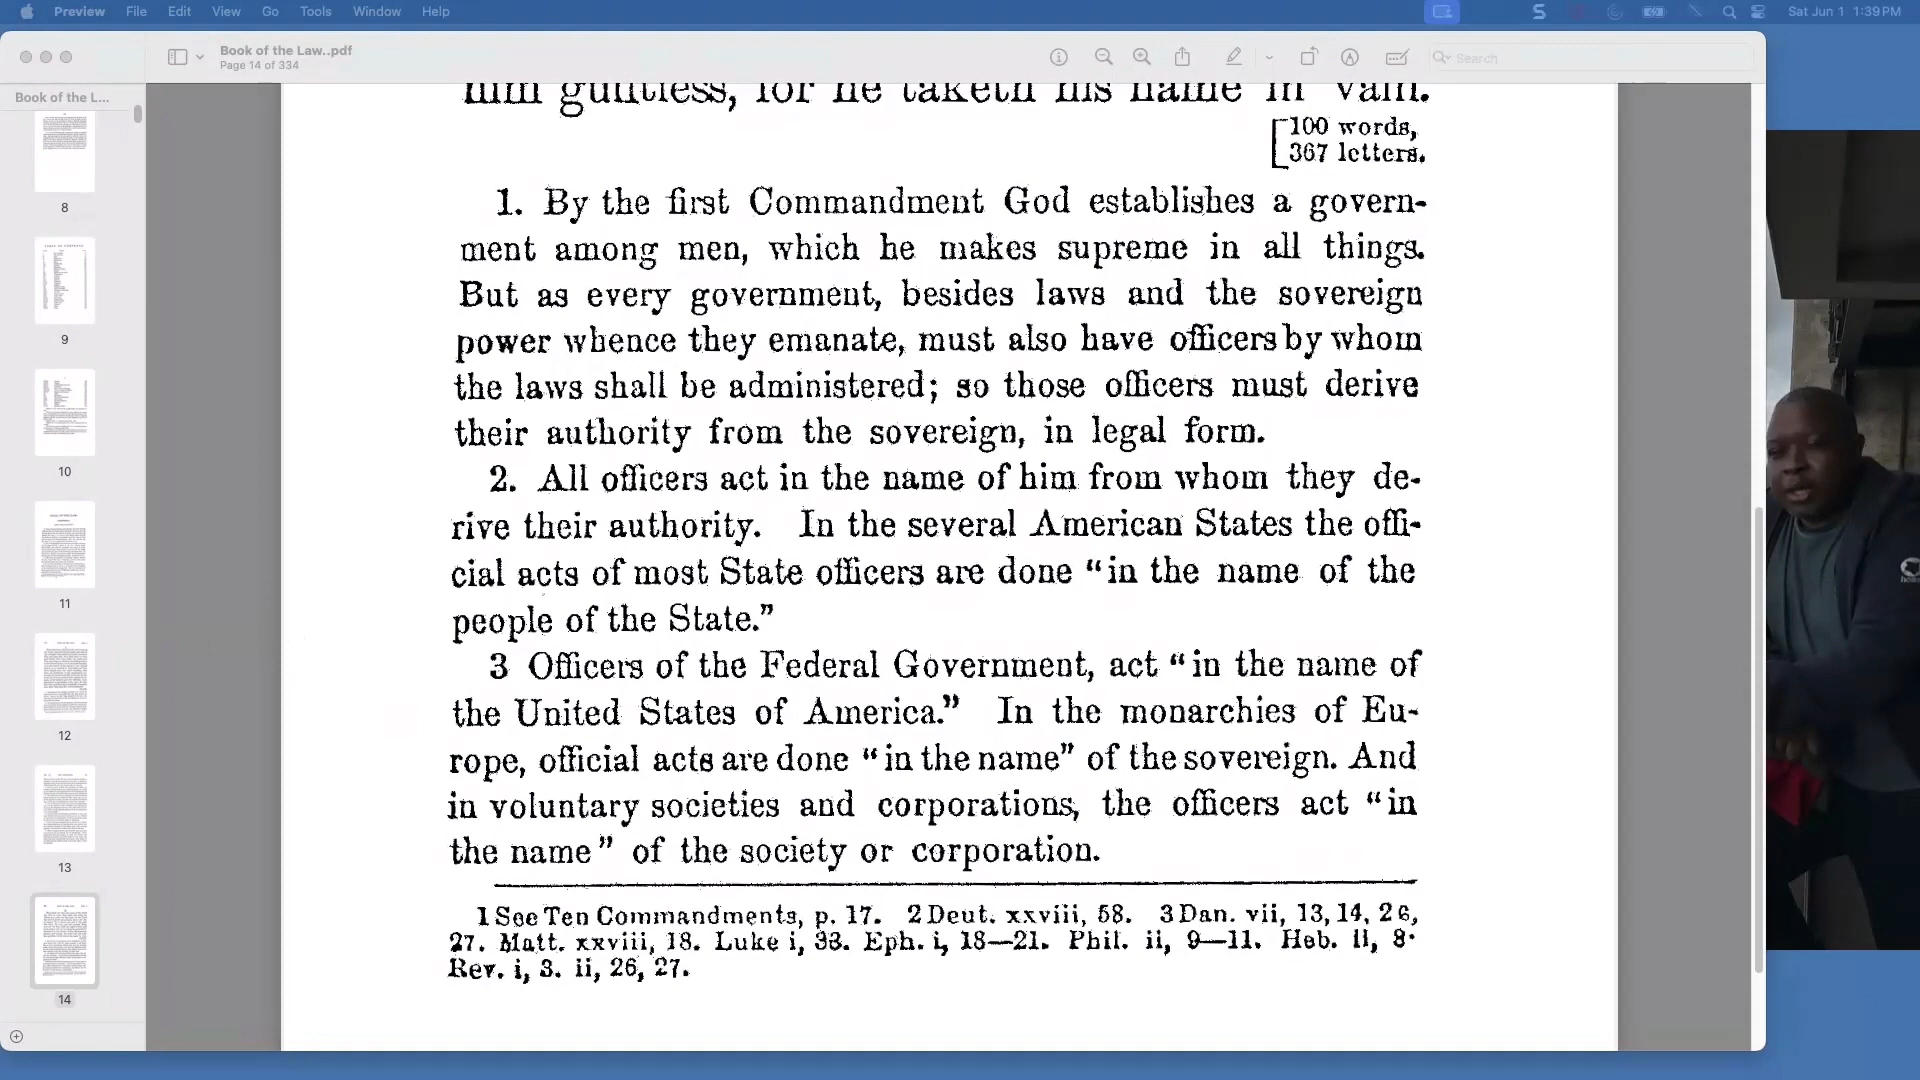 Preview File Edit View Go Tools Window Help
Sat Jun 1 1:39 PM
Book of the Law..pdf
Page 14 of 334
Search
Book of the L...
8
9
10
11
12
13
14
him guiltless, for he taketh his name in vain.
[100 words,
367 letters.
1. By the first Commandment God establishes a govern-
ment among men, which he makes supreme in all things.
But as every government, besides laws and the sovereign
power whence they emanate, must also have officers by whom
the laws shall be administered; so those officers must derive
their authority from the sovereign, in legal form.
2. All officers act in the name of him from whom they de-
rive their authority. In the several American States the offi-
cial acts of most State officers are done “in the name of the
people of the State.”
3 Officers of the Federal Government, act “in the name of
the United States of America.” In the monarchies of Eu-
rope, official acts are done “in the name” of the sovereign. And
in voluntary societies and corporations, the officers act “in
the name” of the society or corporation.
1 See Ten Commandments, p. 17. 2 Deut. xxviii, 58. 3 Dan. vii, 13, 14, 26,
27. Matt. xxviii, 18. Luke i, 33. Eph. i, 18—21. Phil. ii, 9—11. Heb. ii, 8.
Rev. i, 3. ii, 26, 27.